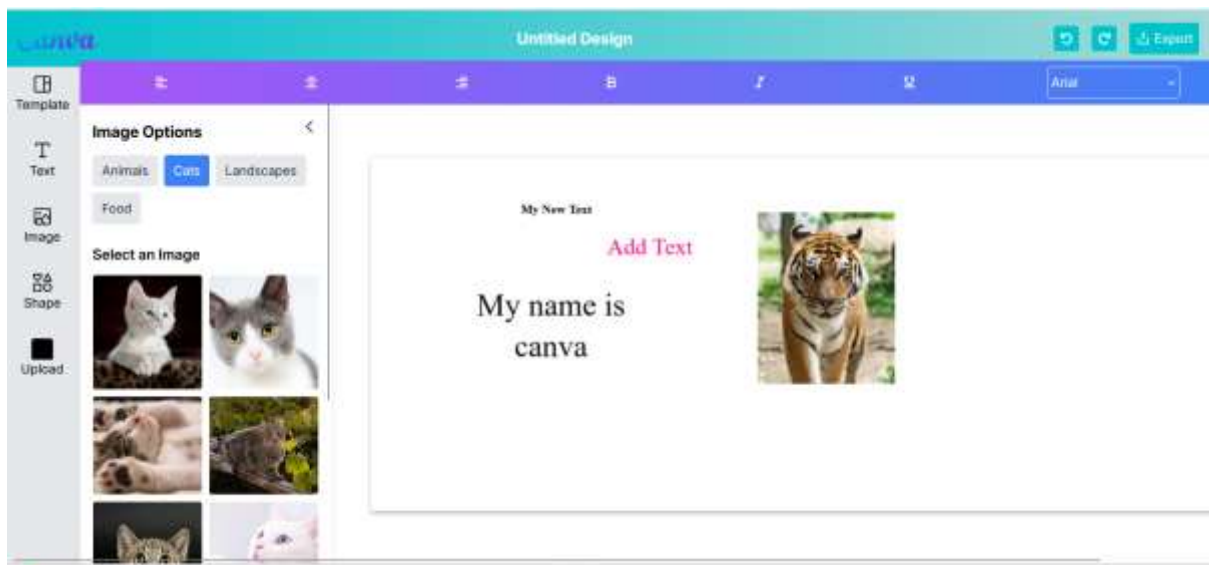 Canva
Untitled Design
Export
B
I
U
Arial
Template
Text
Image
Shape
Upload
Image Options
Animals
Cats
Landscapes
Food
Select an Image
My New Text
Add Text
My name is
canva